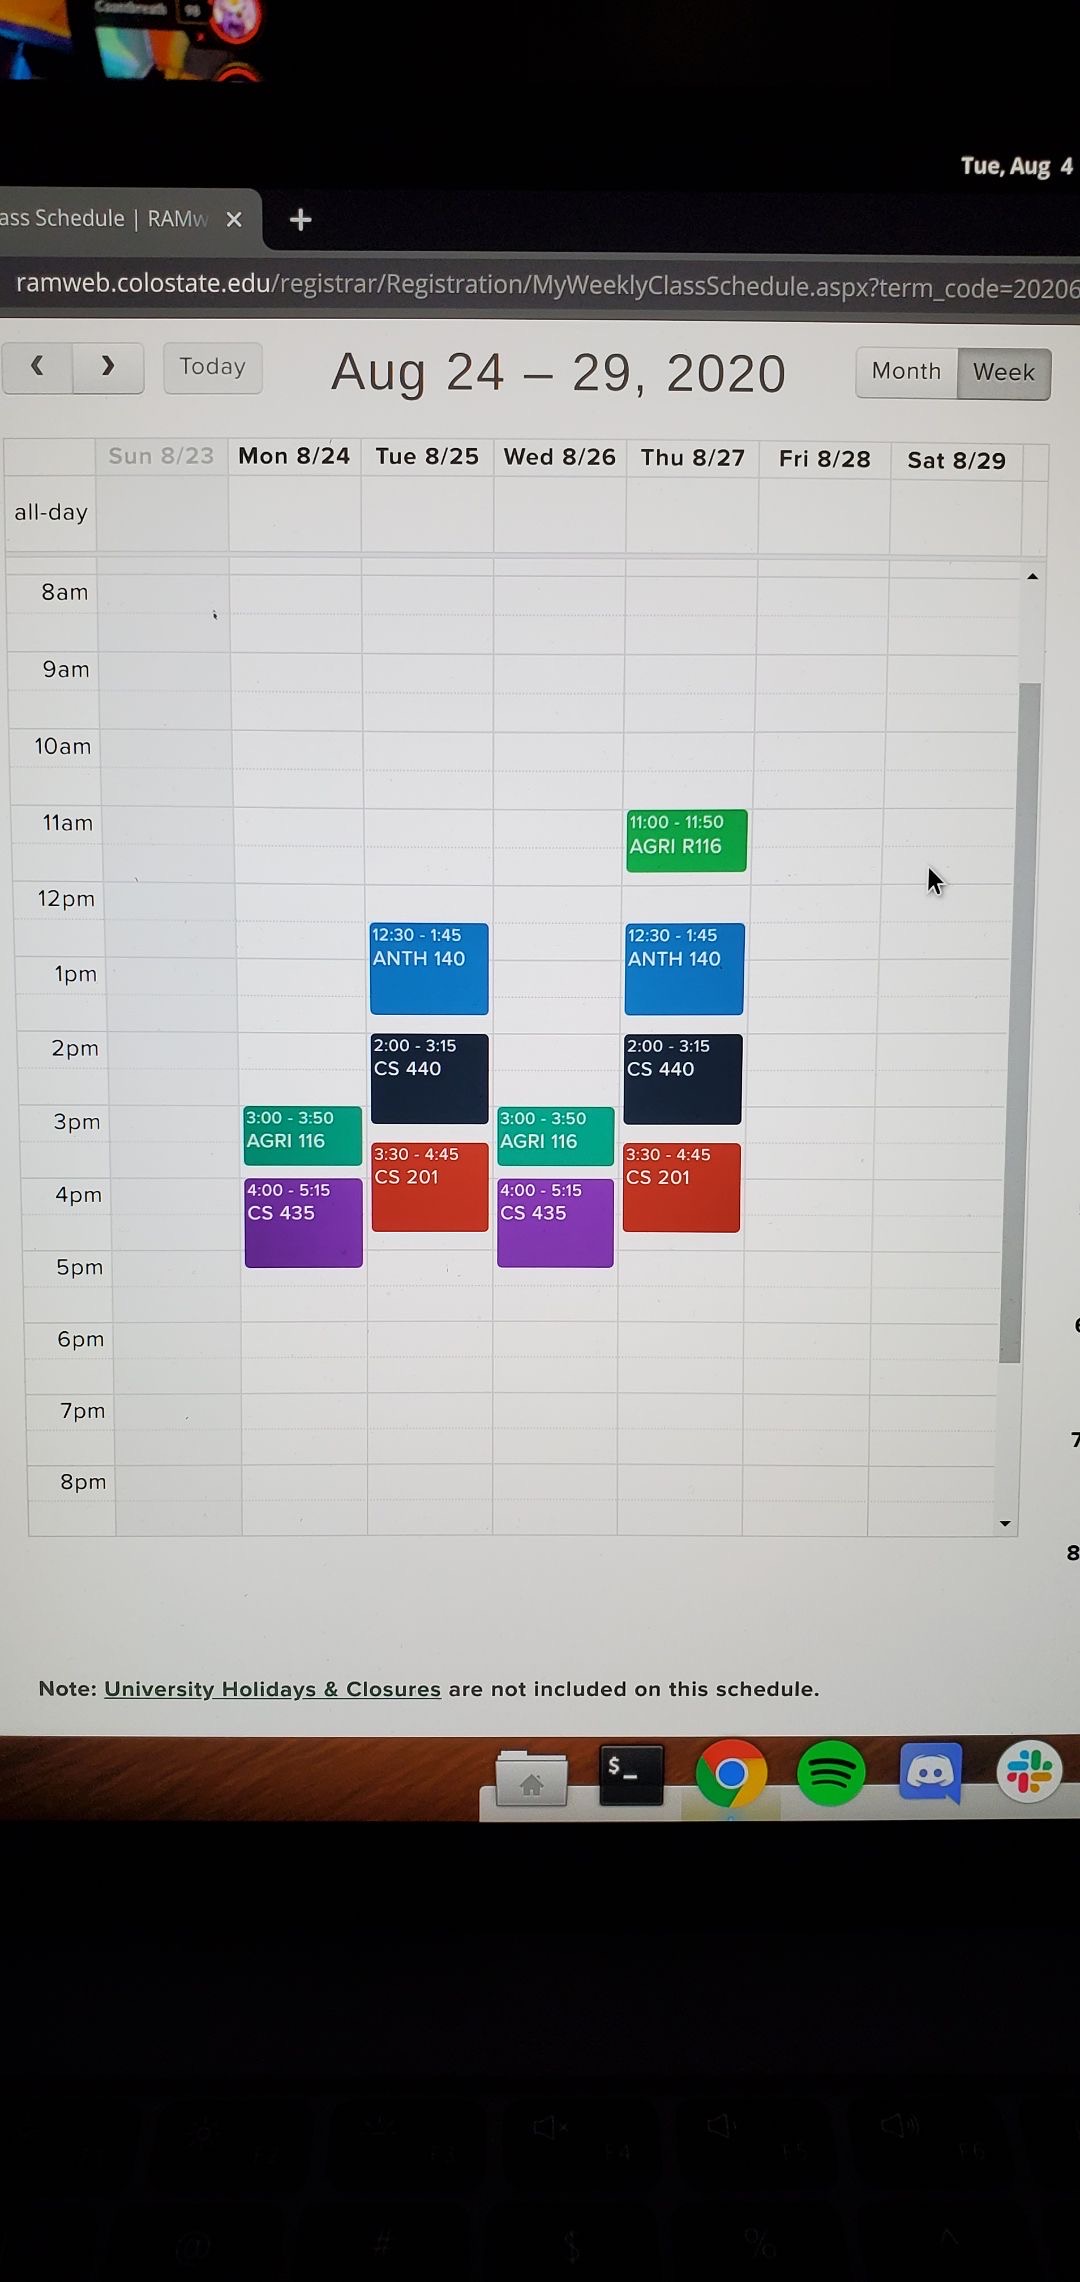 98
Tue, Aug 4
ass Schedule | RAMw
ramweb.colostate.edu/registrar/Registration/MyWeeklyClassSchedule.aspx?term_code=20206
Today
Aug 24 – 29, 2020
Month Week
Sun 8/23 Mon 8/24 Tue 8/25 Wed 8/26 Thu 8/27 Fri 8/28 Sat 8/29
all-day
8am
9am
10am
11am
11:00 - 11:50
AGRI R116
12pm
12:30 - 1:45 12:30 - 1:45
ANTH 140 ANTH 140
1pm
2pm
2:00 - 3:15 2:00 - 3:15
CS 440 CS 440
3pm
3:00 - 3:50 3:00 - 3:50
AGRI 116 AGRI 116
3:30 - 4:45 3:30 - 4:45
CS 201 CS 201
4pm
4:00 - 5:15 4:00 - 5:15
CS 435 CS 435
5pm
6pm
7pm
7
8pm
8
Note: University Holidays & Closures are not included on this schedule.
$_
F4 F5 F6
@ # $ % ^